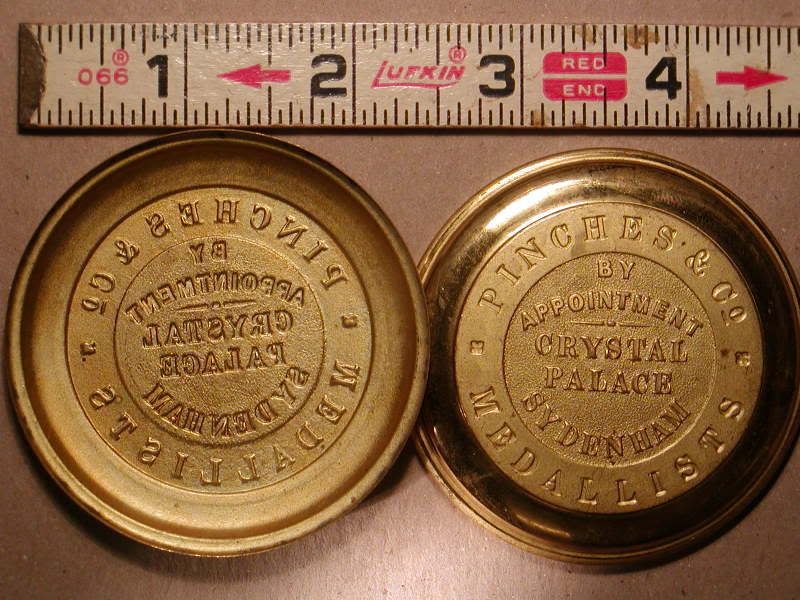 066® 1 2 LUFKIN® 3 RED END 4
PINCHES & Co
BY
APPOINTMENT
CRYSTAL
PALACE
SYDENHAM
MEDALLISTS
PINCHES & Co
BY
APPOINTMENT
CRYSTAL
PALACE
SYDENHAM
MEDALLISTS